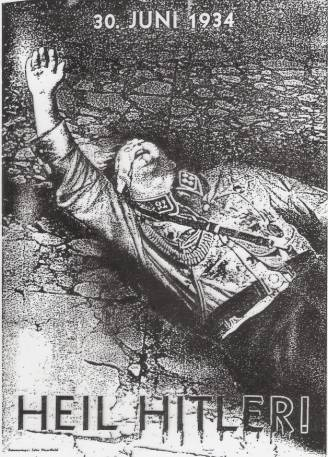 30. JUNI 1934
HEIL HITLER!